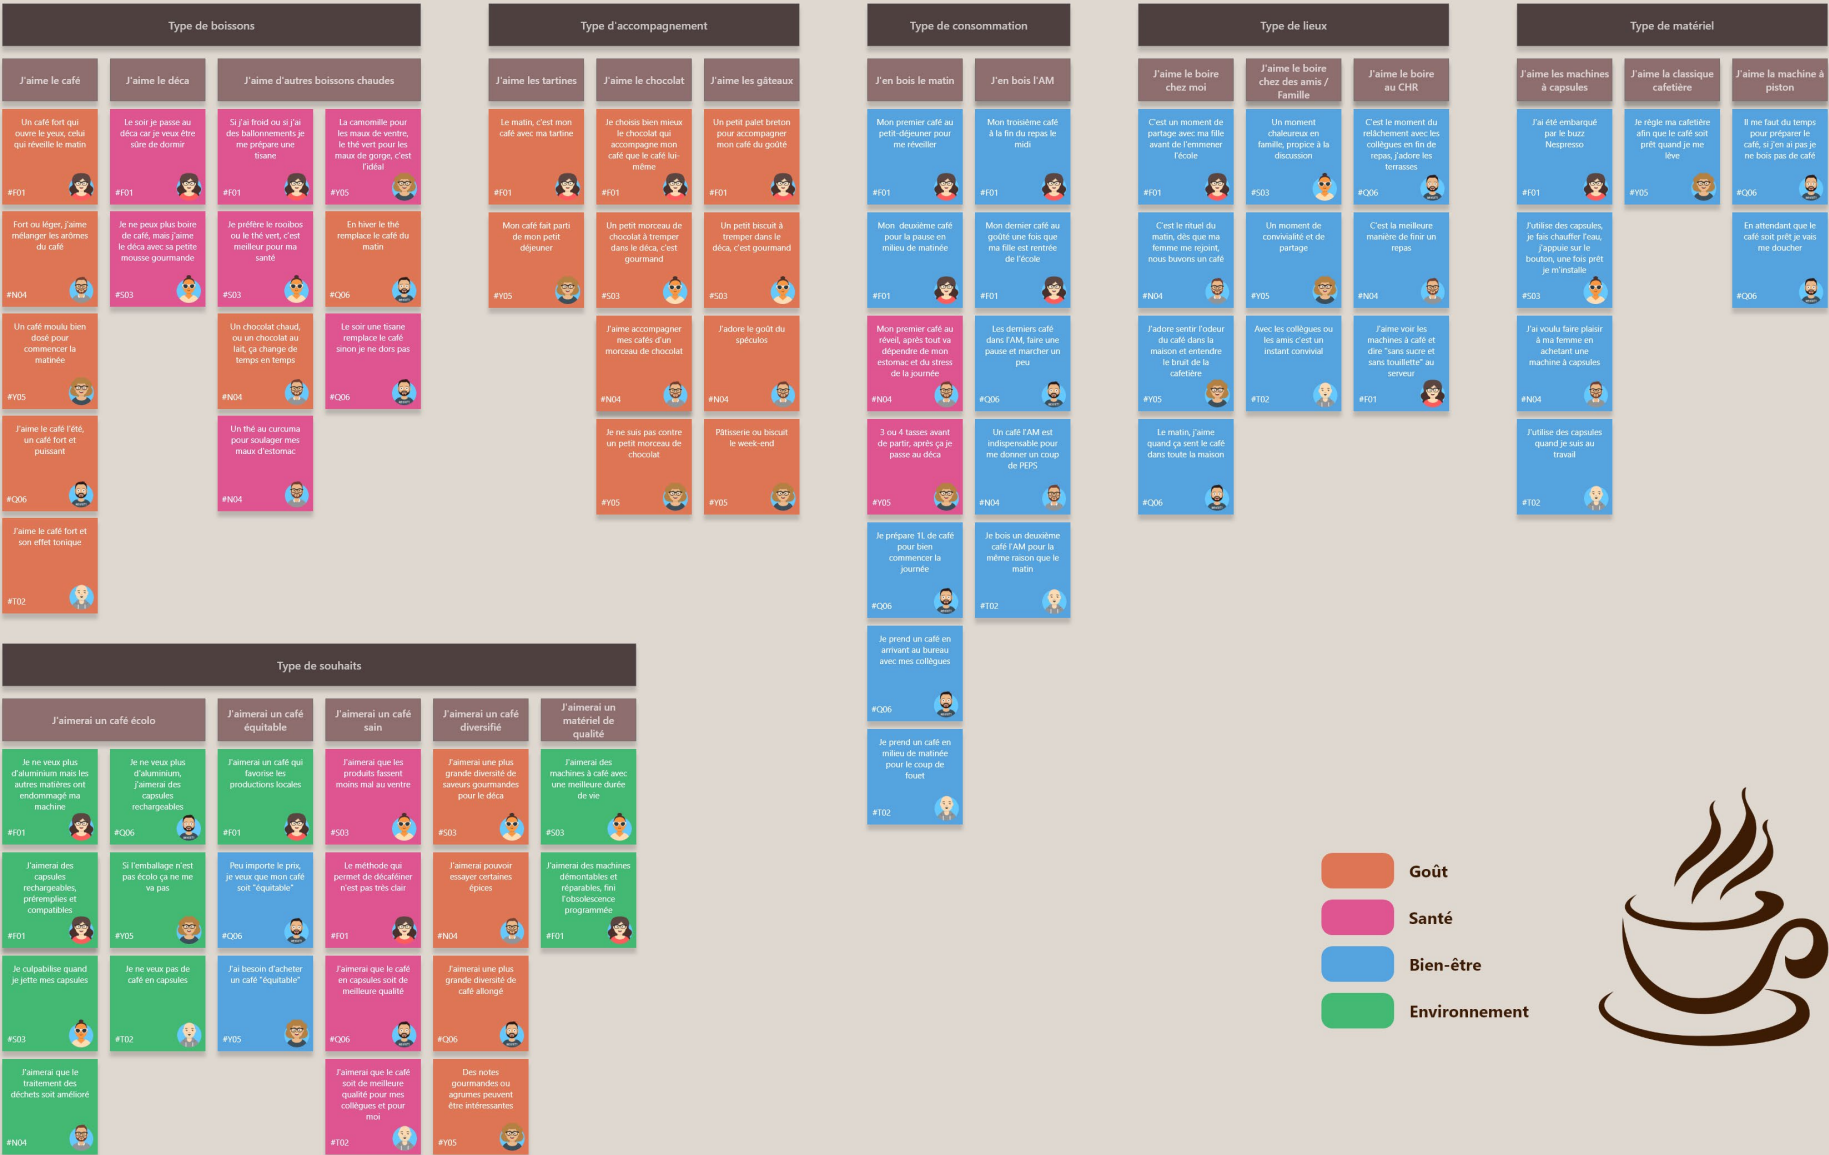 Type de boissons
J'aime le café
Un café fort qui
ouvre le yeux, celui
qui réveille le matin
#F01
Fort ou léger, j'aime
mélanger les arômes
du café
#N04
Un café moulu bien
dosé pour
commencer la
matinée
#Y05
J'aime le café l'été,
un café fort et
puissant
#Q06
J'aime le café fort et
son effet tonique
#T02
J'aime le déca
Le soir je passe au
déca car je veux être
sûre de dormir
#F01
Je ne peux plus boire
de café, mais j'aime
le déca avec sa petite
mousse gourmande
#S03
J'aime d'autres boissons chaudes
Si j'ai froid ou si j'ai
des ballonnements je
me prépare une
tisane
#F01
Je préfère le rooibos
ou le thé vert, c'est
meilleur pour ma
santé
#S03
Un chocolat chaud,
ou un chocolat au
lait, ça change de
temps en temps
#N04
Un thé au curcuma
pour soulager mes
maux d'estomac
#N04
La camomille pour
les maux de ventre,
le thé vert pour les
maux de gorge, c'est
l'idéal
#Y05
En hiver le thé
remplace le café du
matin
#Q06
Le soir une tisane
remplace le café
sinon je ne dors pas
#Q06
Type d'accompagnement
J'aime les tartines
Le matin, c'est mon
café avec ma tartine
#F01
Mon café fait parti
de mon petit
déjeuner
#Y05
J'aime le chocolat
Je choisis bien mieux
le chocolat qui
accompagne mon
café que le café lui-
même
#F01
Un petit morceau de
chocolat à tremper
dans le déca, c'est
gourmand
#S03
J'aime accompagner
mes cafés d'un
morceau de chocolat
#N04
Je ne suis pas contre
un petit morceau de
chocolat
#Y05
J'aime les gâteaux
Un petit palet breton
pour accompagner
mon café du goûté
#F01
Un petit biscuit à
tremper dans le
déca, c'est gourmand
#S03
J'adore le goût du
spéculos
#N04
Pâtisserie ou biscuit
le week-end
#Y05
Type de consommation
J'en bois le matin
Mon premier café au
petit-déjeuner pour
me réveiller
#F01
Mon deuxième café
pour la pause en
milieu de matinée
#F01
Mon premier café au
réveil, après tout va
dépendre de mon
estomac et du stress
de la journée
#N04
3 ou 4 tasses avant
de partir, après ça je
passe au déca
#Y05
Je prépare 1L de café
pour bien
commencer la
journée
#Q06
Je prend un café en
arrivant au bureau
avec mes collègues
#Q06
Je prend un café en
milieu de matinée
pour le coup de
fouet
#T02
J'en bois l'AM
Mon troisième café
à la fin du repas le
midi
#F01
Mon dernier café au
goûté une fois que
ma fille est rentrée
de l'école
#F01
Les derniers café
dans l'AM, faire une
pause et marcher un
peu
#Q06
Un café l'AM est
indispensable pour
me donner un coup
de PEPS
#N04
Je bois un deuxième
café l'AM pour la
même raison que le
matin
#T02
Type de lieux
J'aime le boire
chez moi
C'est un moment de
partage avec ma fille
avant de l'emmener
l'école
#F01
C'est le rituel du
matin, dès que ma
femme me rejoint,
nous buvons un café
#N04
J'adore sentir l'odeur
du café dans la
maison et entendre
le bruit de la
cafetière
#Y05
Le matin, j'aime
quand ça sent le café
dans toute la maison
#Q06
J'aime le boire
chez des amis /
Famille
Un moment
chaleureux en
famille, propice à la
discussion
#S03
Un moment de
convivialité et de
partage
#Y05
Avec les collègues ou
les amis c'est un
instant convivial
#T02
J'aime le boire
au CHR
C'est le moment du
relâchement avec les
collègues en fin de
repas, j'adore les
terrasses
#Q06
C'est la meilleure
manière de finir un
repas
#N04
J'aime voir les
machines à café et
dire "sans sucre et
sans touillette" au
serveur
#F01
Type de matériel
J'aime les machines
à capsules
J'ai été embarqué
par le buzz
Nespresso
#F01
J'utilise des capsules,
je fais chauffer l'eau,
j'appuie sur le
bouton, une fois prêt
je m'installe
#S03
J'ai voulu faire plaisir
à ma femme en
achetant une
machine à capsules
#N04
J'utilise des capsules
quand je suis au
travail
#T02
J'aime la classique
cafetière
Je règle ma cafetière
afin que le café soit
prêt quand je me
lève
#Y05
J'aime la machine à
piston
Il me faut du temps
pour préparer le
café, si j'en ai pas je
ne bois pas de café
#Q06
En attendant que le
café soit prêt je vais
me doucher
#Q06
Type de souhaits
J'aimerai un café écolo
Je ne veux plus
d'aluminium mais les
autres matières ont
endommagé ma
machine
#F01
J'aimerai des
capsules
rechargeables,
préremplies et
compatibles
#F01
Je culpabilise quand
je jette mes capsules
#S03
J'aimerai que le
traitement des
déchets soit amélioré
#N04
Je ne veux plus
d'aluminium,
j'aimerai des
capsules
rechargeables
#Q06
Si l'emballage n'est
pas écolo ça ne me
va pas
#Y05
Je ne veux pas de
café en capsules
#T02
J'aimerai un café
équitable
J'aimerai un café qui
favorise les
productions locales
#F01
Peu importe le prix,
je veux que mon café
soit "équitable"
#Q06
J'ai besoin d'acheter
un café "équitable"
#Y05
J'aimerai un café
sain
J'aimerai que les
produits fassent
moins mal au ventre
#S03
Le méthode qui
permet de décaféiner
n'est pas très clair
#F01
J'aimerai que le café
en capsules soit de
meilleure qualité
#Q06
J'aimerai que le café
soit de meilleure
qualité pour mes
collègues et pour
moi
#T02
J'aimerai un café
diversifié
J'aimerai une plus
grande diversité de
saveurs gourmandes
pour le déca
#S03
J'aimerai pouvoir
essayer certaines
épices
#N04
J'aimerai une plus
grande diversité de
café allongé
#Q06
Des notes
gourmandes ou
agrumes peuvent
être intéressantes
#Y05
J'aimerai un
matériel de
qualité
J'aimerai des
machines à café avec
une meilleure durée
de vie
#S03
J'aimerai des machines
démontables et
réparables, fini
l'obsolescence
programmée
#F01
Goût
Santé
Bien-être
Environnement